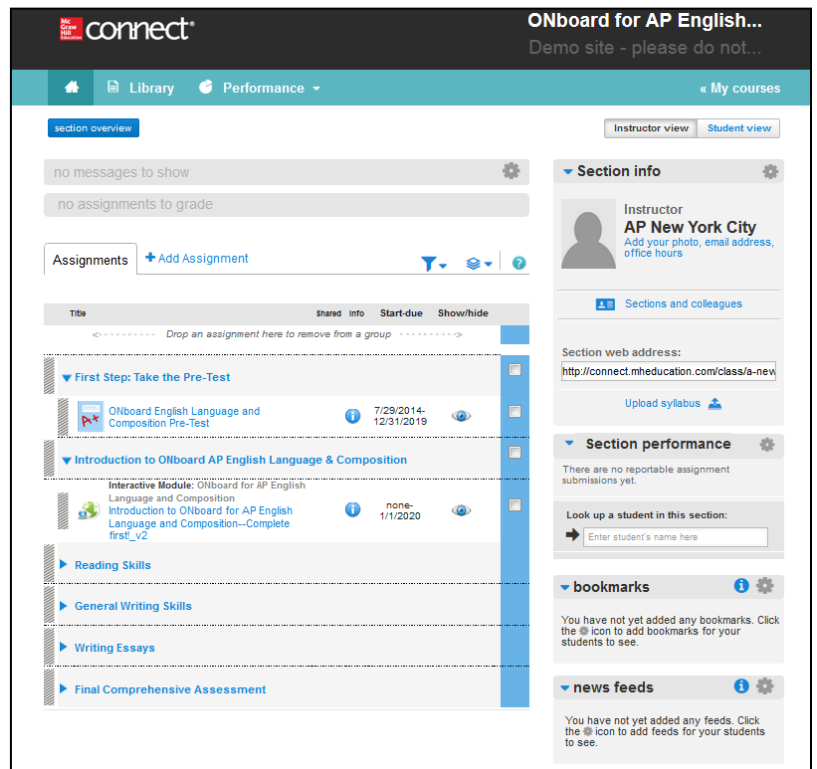 Mc
Graw
Hill
Education
connect®
ONboard for AP English...
Demo site - please do not...
Library
Performance
« My courses
section overview
Instructor view
Student view
no messages to show
no assignments to grade
Assignments
+ Add Assignment
?
Title
Shared
Info
Start-due
Show/hide
<---------- Drop an assignment here to remove from a group ---------->
First Step: Take the Pre-Test
A+
ONboard English Language and
Composition Pre-Test
i
7/29/2014-
12/31/2019
Introduction to ONboard AP English Language & Composition
Interactive Module: ONboard for AP English
Language and Composition
Introduction to ONboard for AP English
Language and Composition--Complete
first!_v2
i
none-
1/1/2020
Reading Skills
General Writing Skills
Writing Essays
Final Comprehensive Assessment
Section info
Instructor
AP New York City
Add your photo, email address,
office hours
Sections and colleagues
Section web address:
http://connect.mheducation.com/class/a-new
Upload syllabus
Section performance
There are no reportable assignment
submissions yet.
Look up a student in this section:
Enter student's name here
bookmarks
i
You have not yet added any bookmarks. Click
the icon to add bookmarks for your
students to see.
news feeds
i
You have not yet added any feeds. Click
the icon to add feeds for your students
to see.